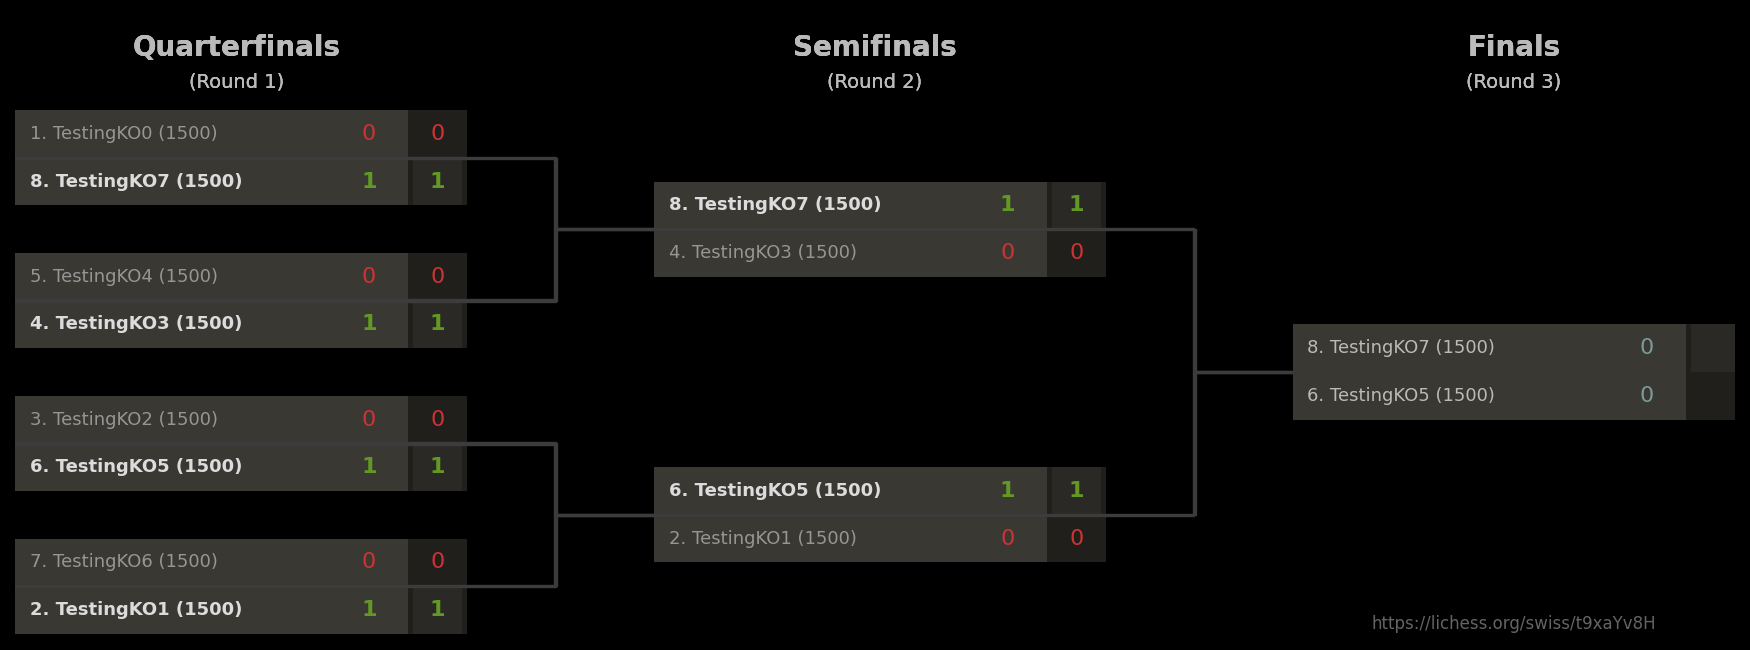 Quarterfinals
(Round 1)
1. TestingKO0 (1500) 0 0
8. TestingKO7 (1500) 1 1
5. TestingKO4 (1500) 0 0
4. TestingKO3 (1500) 1 1
3. TestingKO2 (1500) 0 0
6. TestingKO5 (1500) 1 1
7. TestingKO6 (1500) 0 0
2. TestingKO1 (1500) 1 1
Semifinals
(Round 2)
8. TestingKO7 (1500) 1 1
4. TestingKO3 (1500) 0 0
6. TestingKO5 (1500) 1 1
2. TestingKO1 (1500) 0 0
Finals
(Round 3)
8. TestingKO7 (1500) 0
6. TestingKO5 (1500) 0
https://lichess.org/swiss/t9xaYv8H